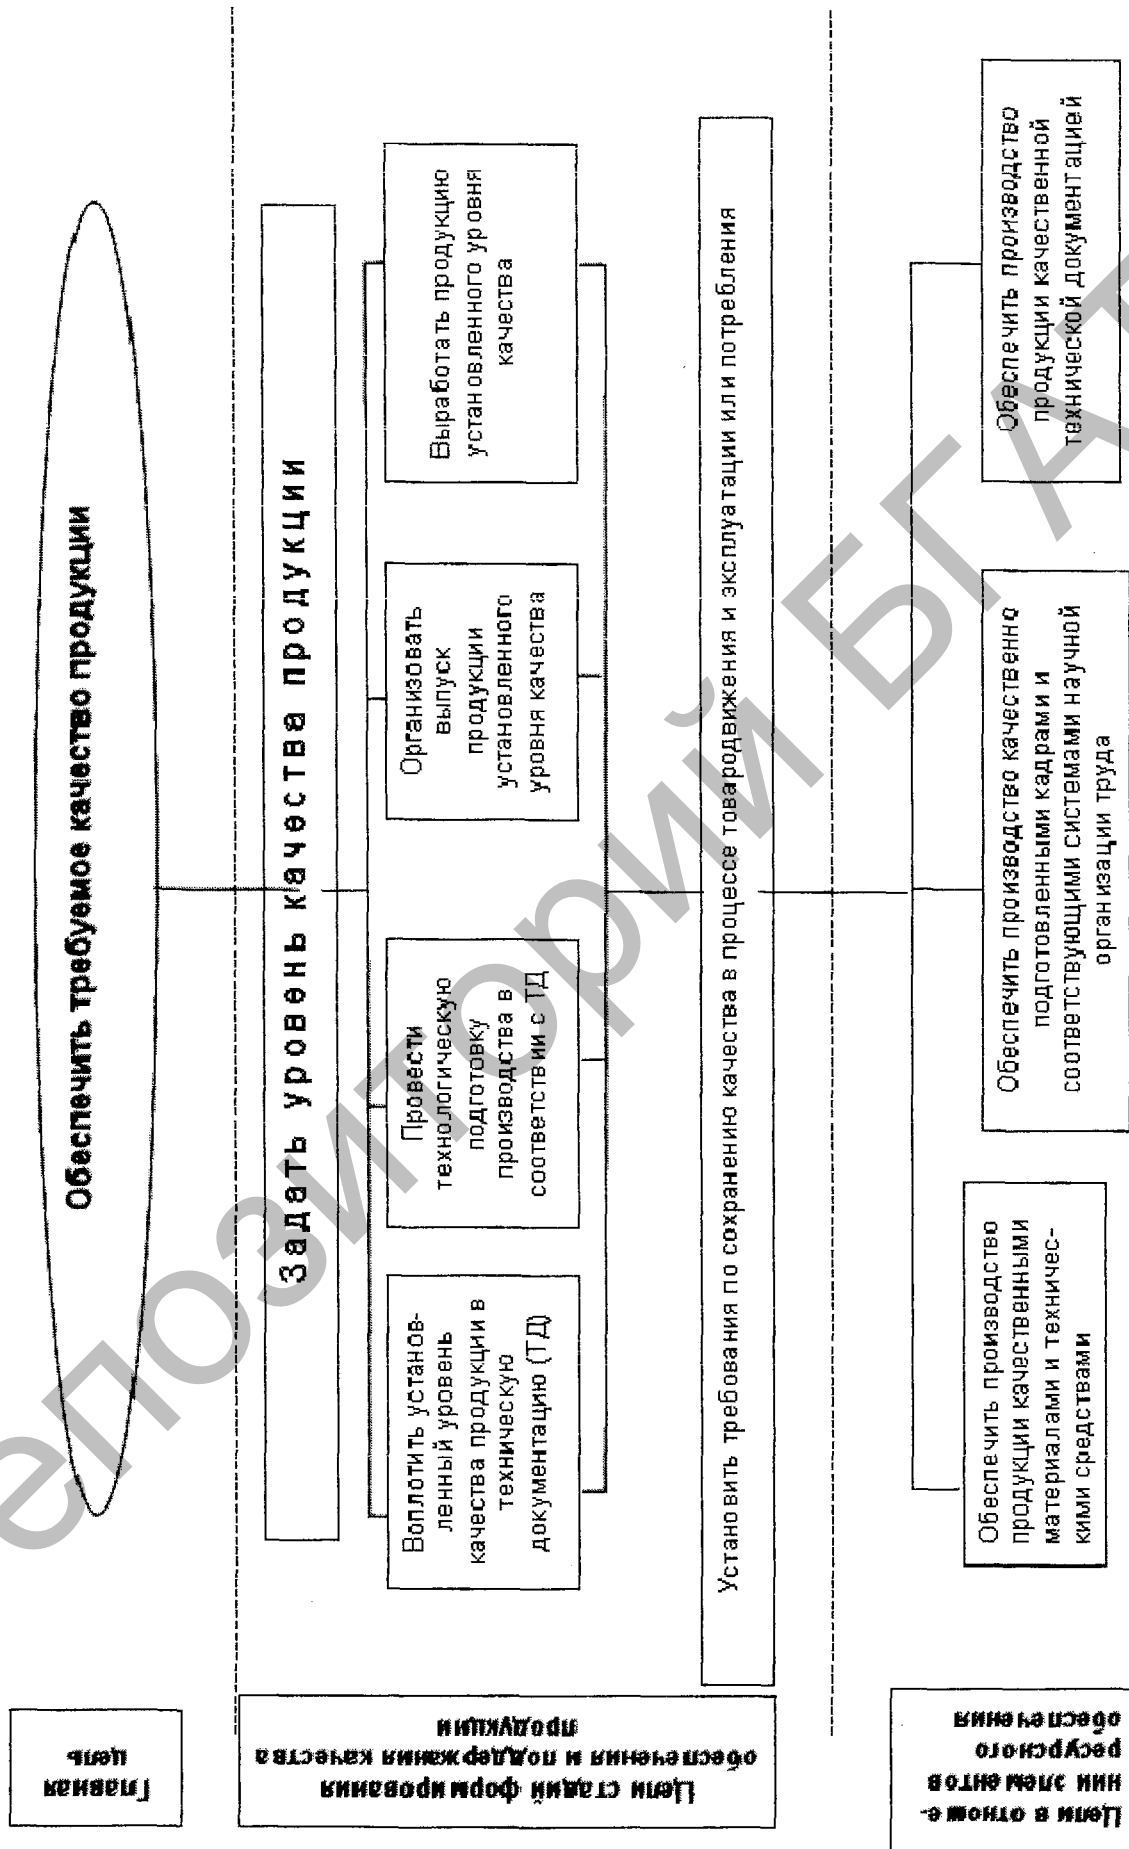 Главная
цель
Обеспечить требуемое качество продукции
Цели стадий формирования
обеспечения и поддержания качества
продукции
Задать уровень качества продукции
Воплотить установ-
ленный уровень
качества продукции в
техническую
документацию (ТД)
Провести
технологическую
подготовку
производства в
соответствии с ТД
Организовать
выпуск
продукции
установленного
уровня качества
Выработать продукцию
установленного уровня
качества
Установить требования по сохранению качества в процессе товародвижения и эксплуатации или потребления
Цели в отноше-
нии элементов
ресурсного
обеспечения
Обеспечить производство
продукции качественными
материалами и техничес-
кими средствами
Обеспечить производство качественно
подготовленными кадрами и
соответствующими системами научной
организации труда
Обеспечить производство
продукции качественной
технической документацией
епозиторий БГАТ